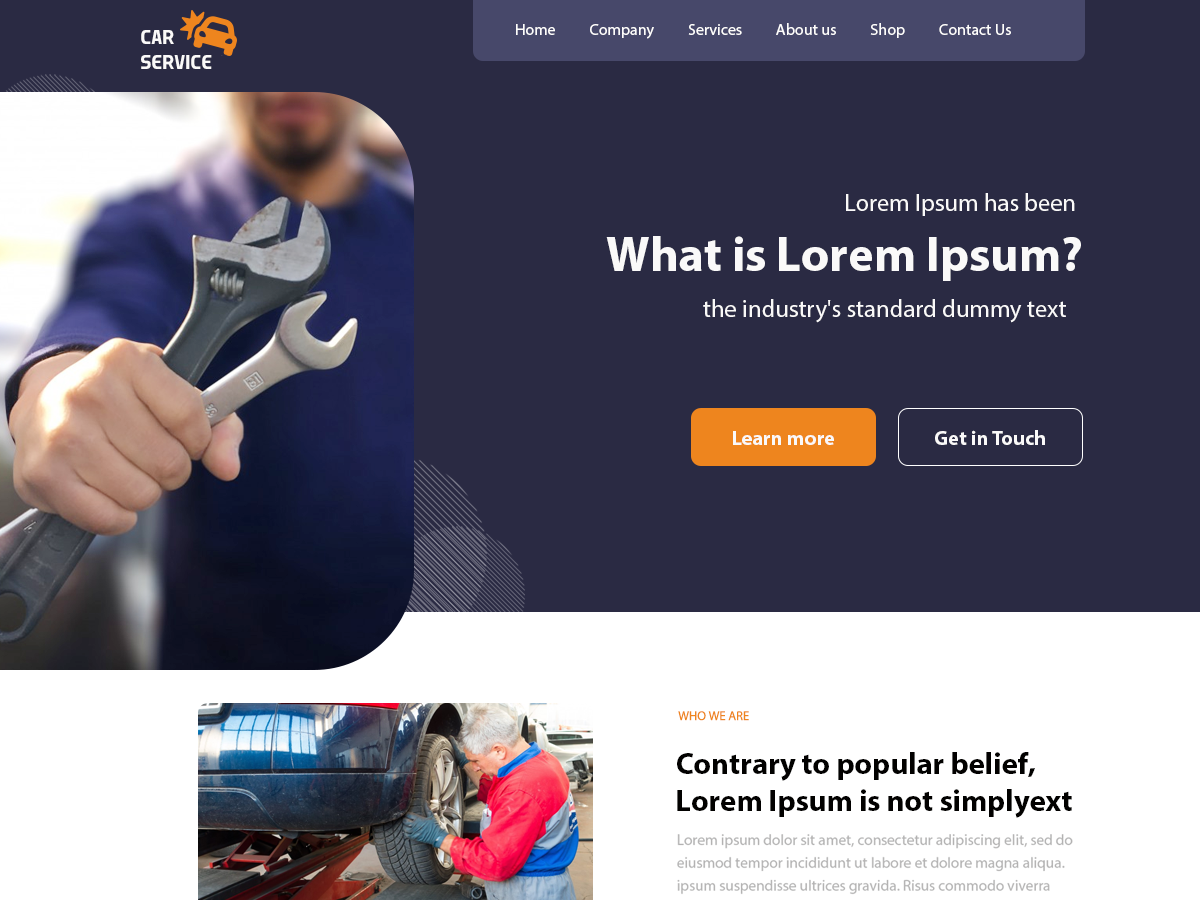 CAR
SERVICE
Home Company Services About us Shop Contact Us
Lorem Ipsum has been
What is Lorem Ipsum?
the industry's standard dummy text
Learn more Get in Touch
WHO WE ARE
Contrary to popular belief,
Lorem Ipsum is not simplyext
Lorem ipsum dolor sit amet, consectetur adipiscing elit, sed do
eiusmod tempor incididunt ut labore et dolore magna aliqua.
ipsum suspendisse ultrices gravida. Risus commodo viverra